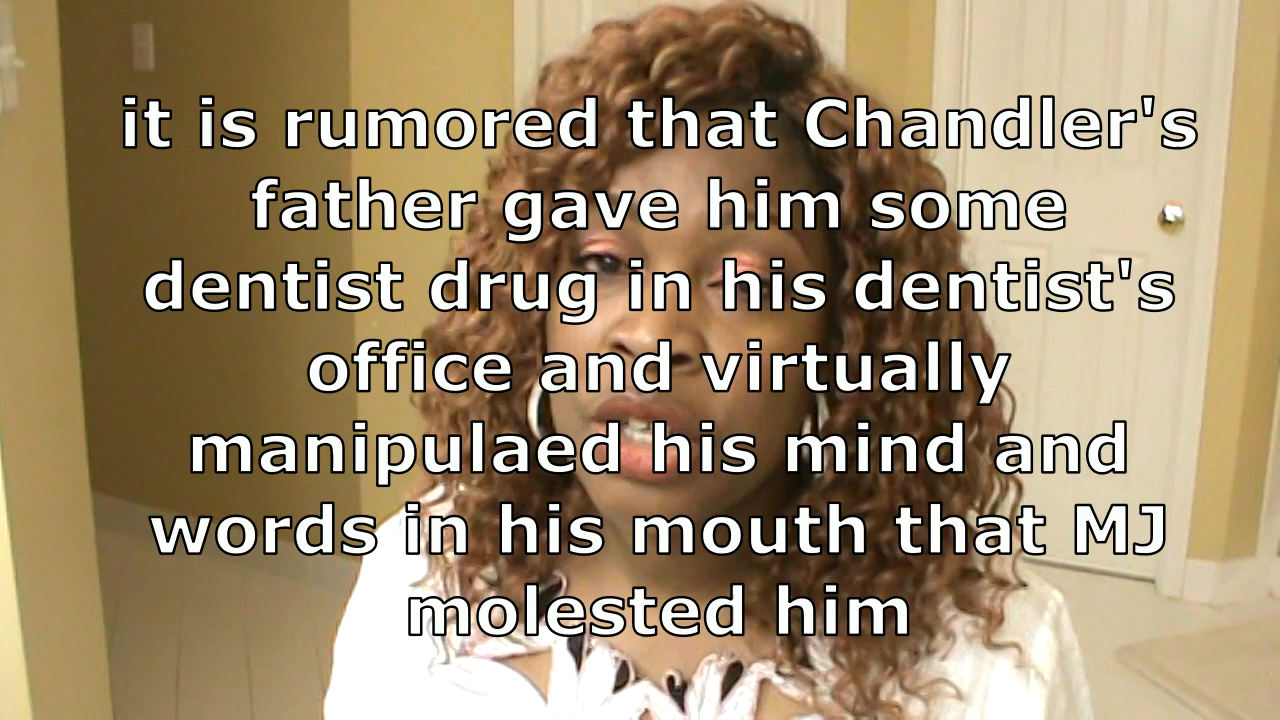 it is rumored that Chandler's
father gave him some
dentist drug in his dentist's
office and virtually
manipulaed his mind and
words in his mouth that MJ
molested him